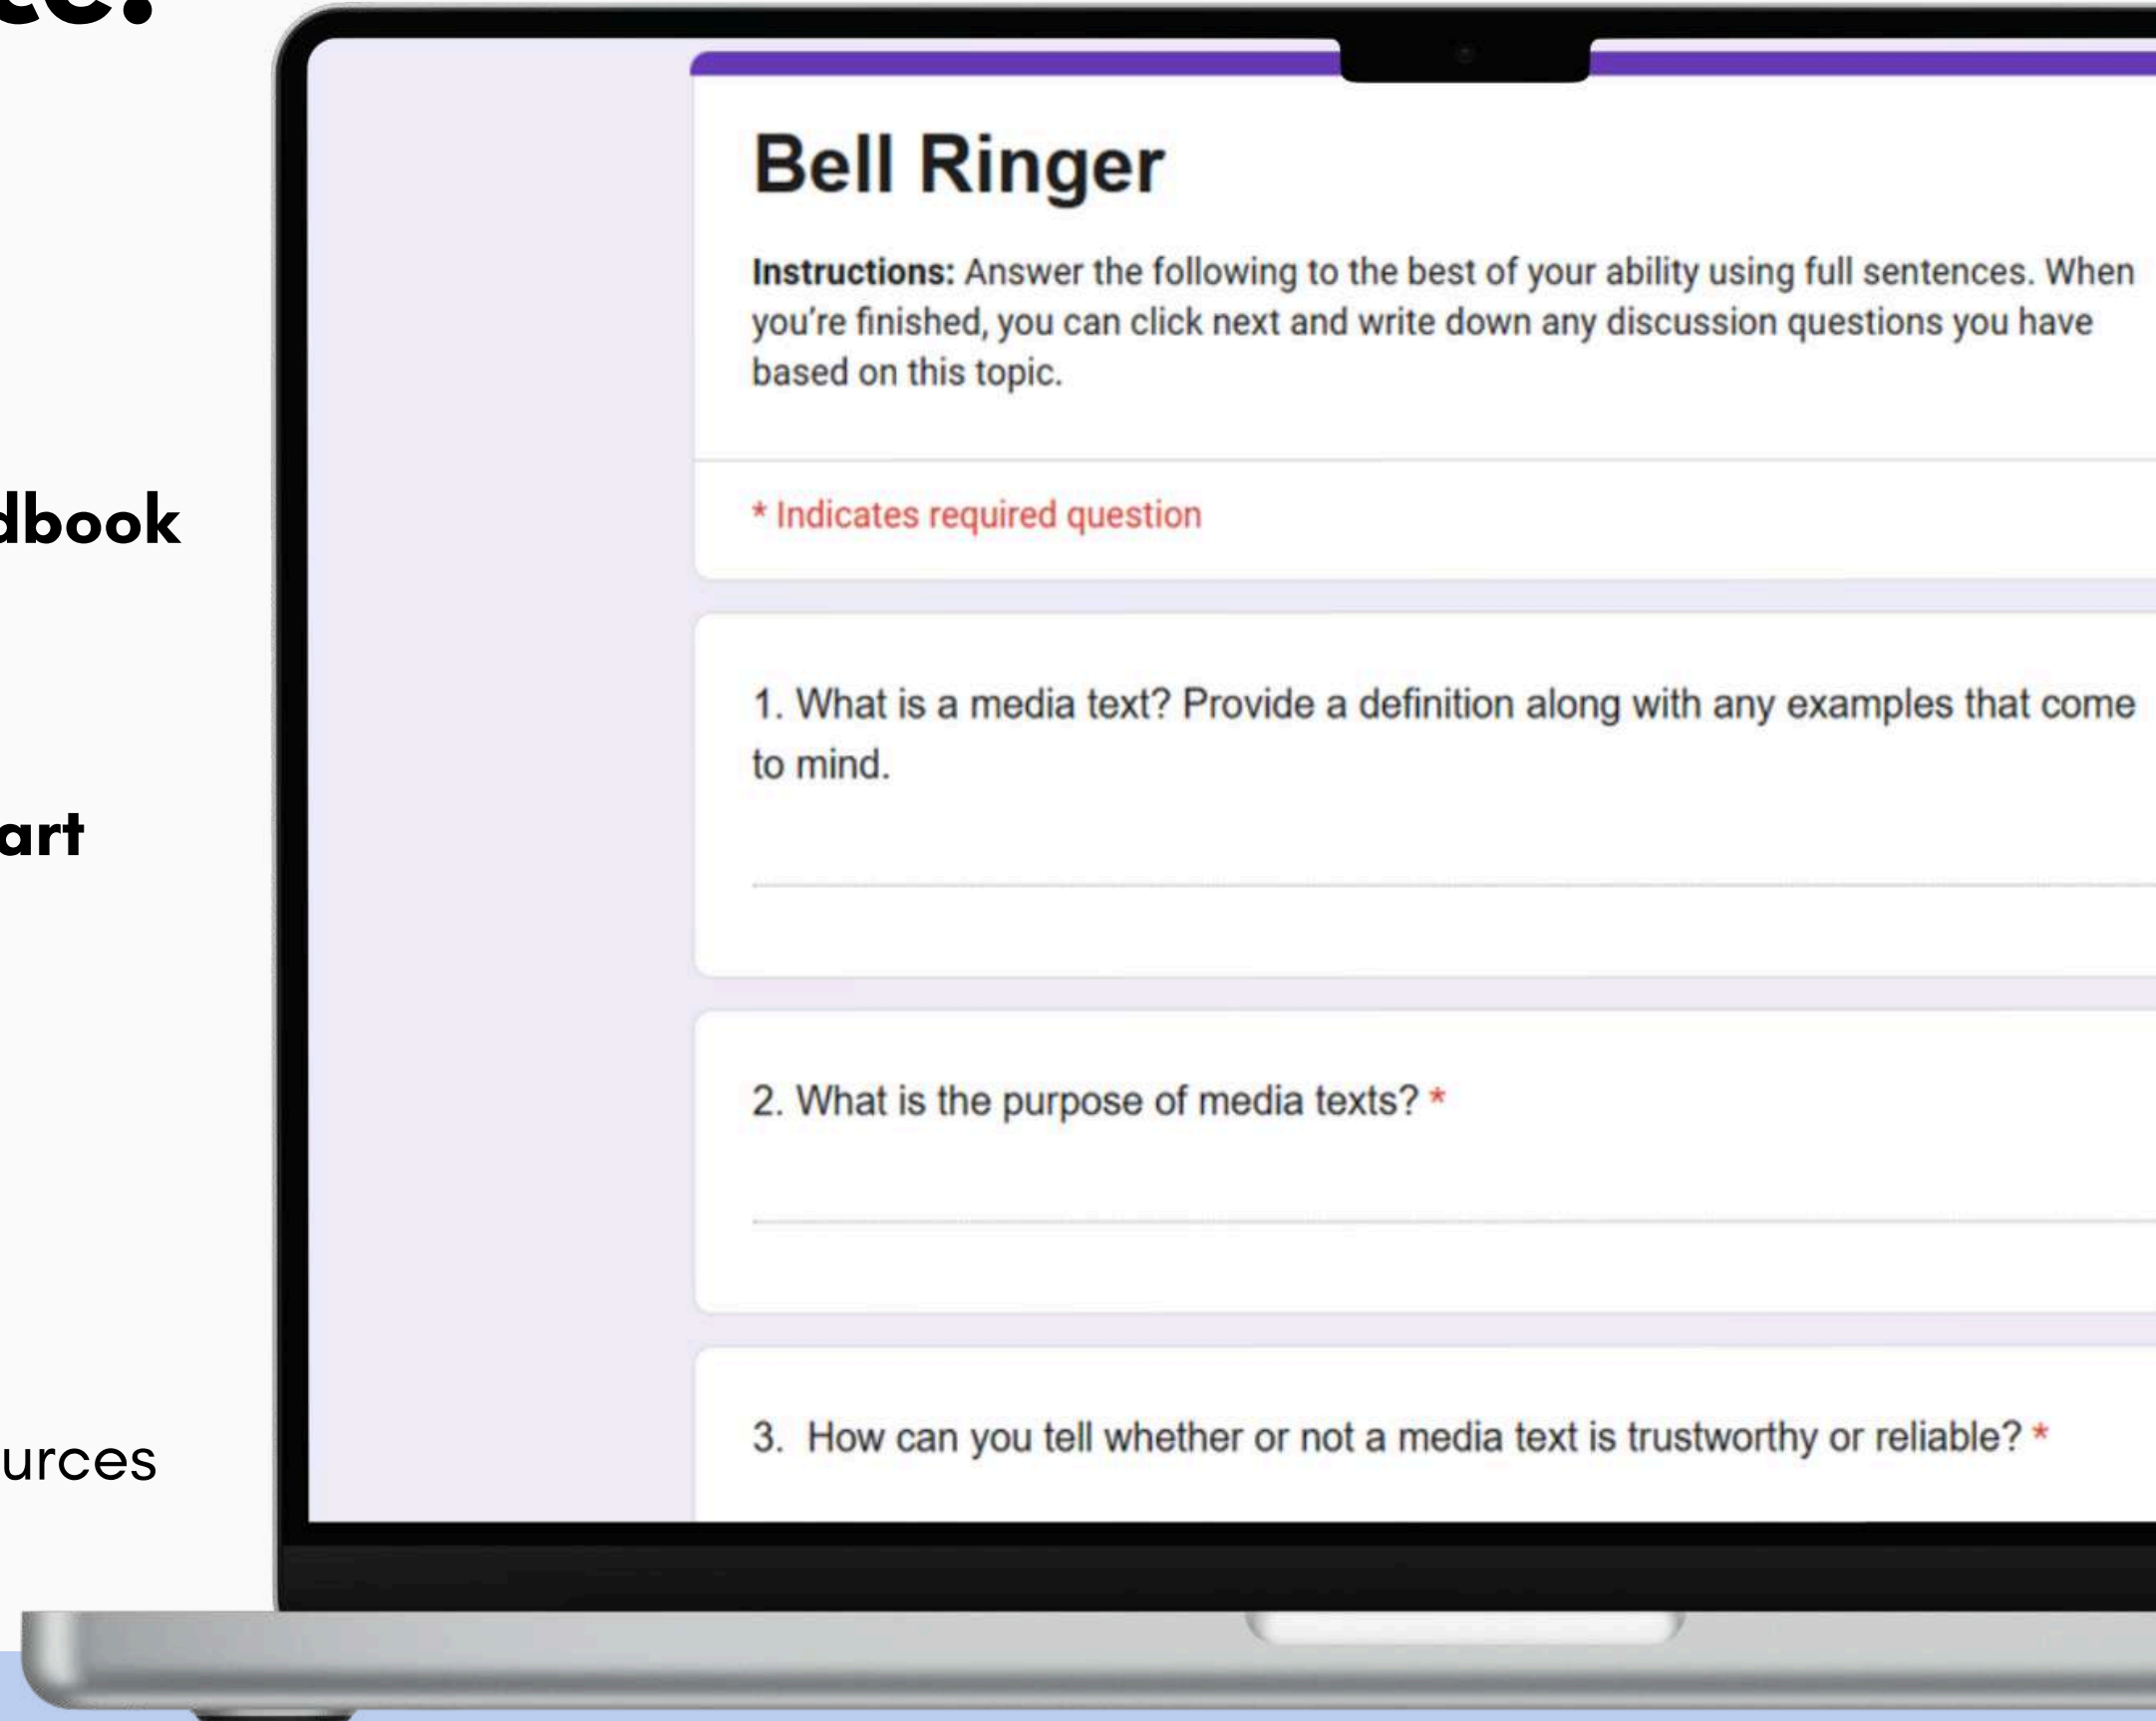 Bell Ringer
Instructions: Answer the following to the best of your ability using full sentences. When
you're finished, you can click next and write down any discussion questions you have
based on this topic.
* Indicates required question
1. What is a media text? Provide a definition along with any examples that come
to mind.
2. What is the purpose of media texts? *
3. How can you tell whether or not a media text is trustworthy or reliable? *
dbook
art
urces